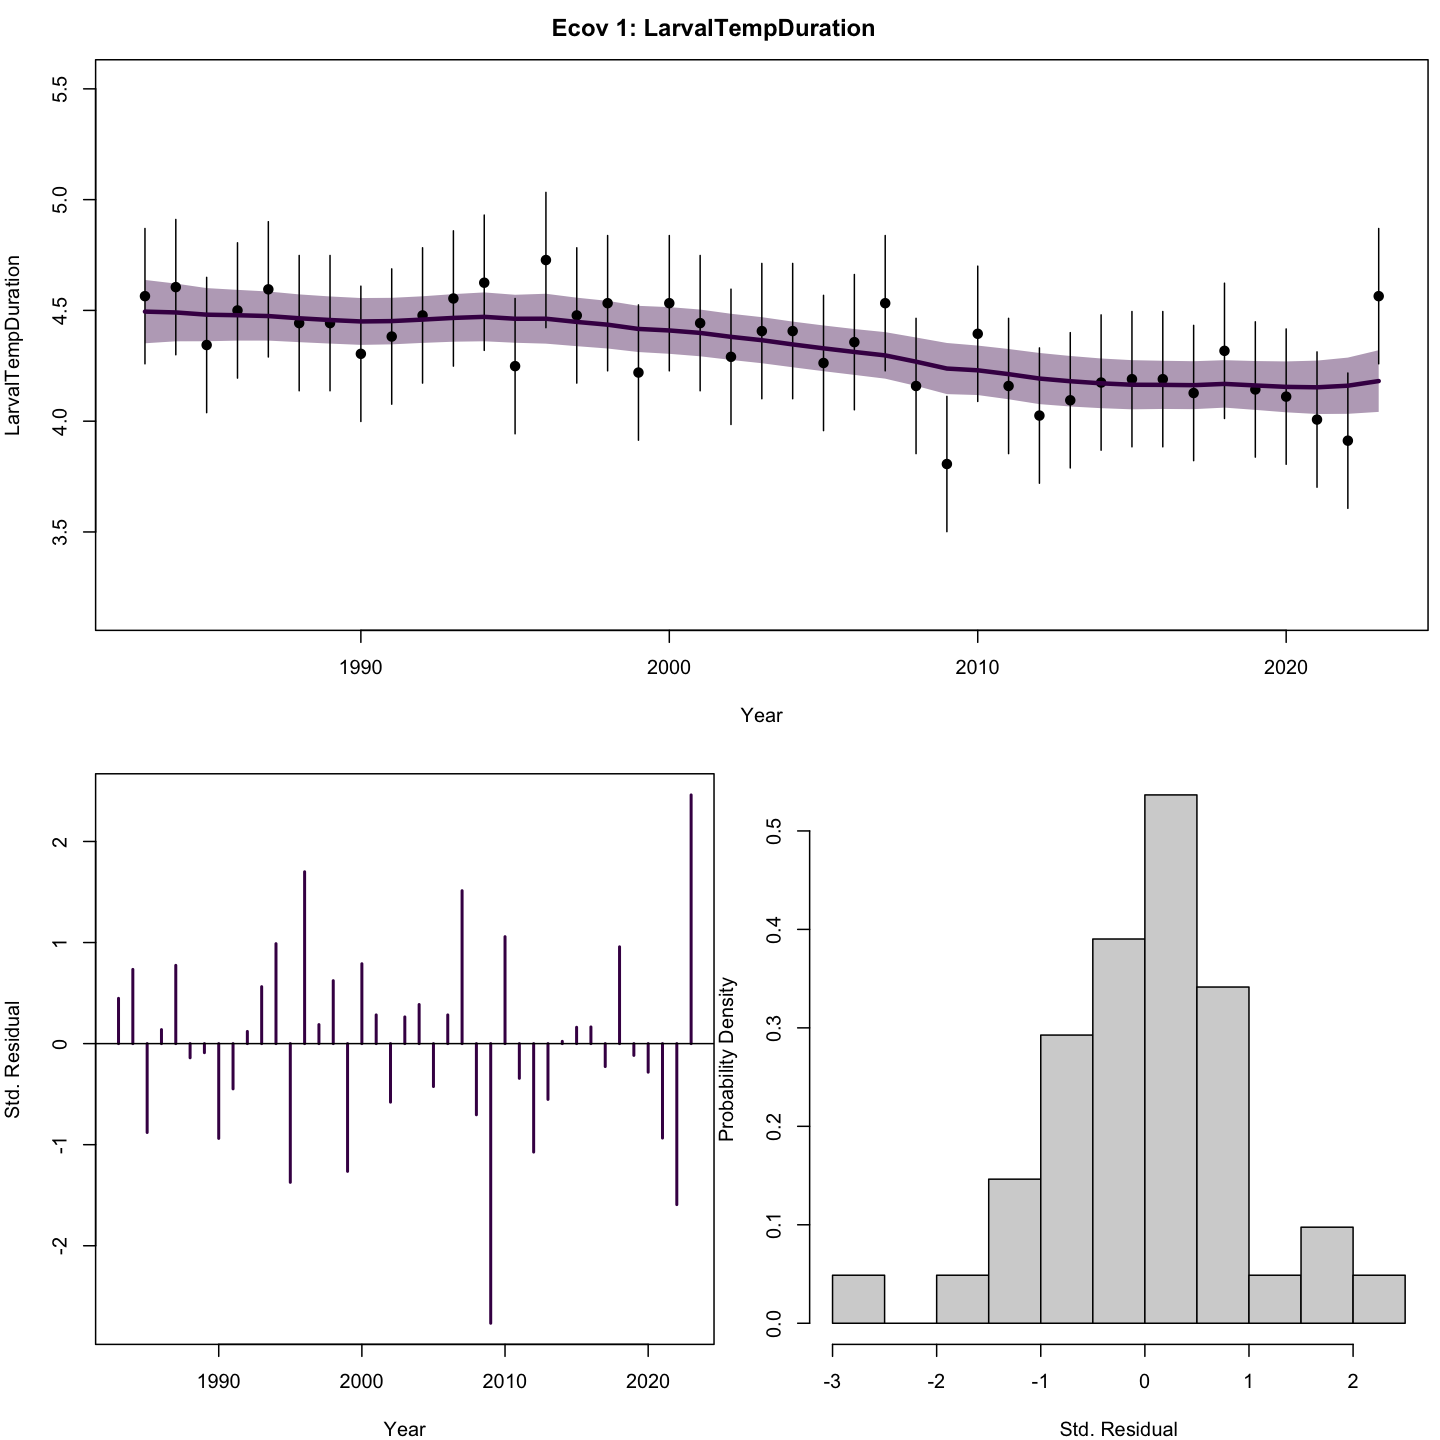 Ecov 1: LarvalTempDuration
LarvalTempDuration
5.5
5.0
4.5
4.0
3.5
1990 2000 2010 2020
Year
Std. Residual
2
1
0
-1
-2
1990 2000 2010 2020
Year
Probability Density
0.5
0.4
0.3
0.2
0.1
0.0
-3 -2 -1 0 1 2
Std. Residual